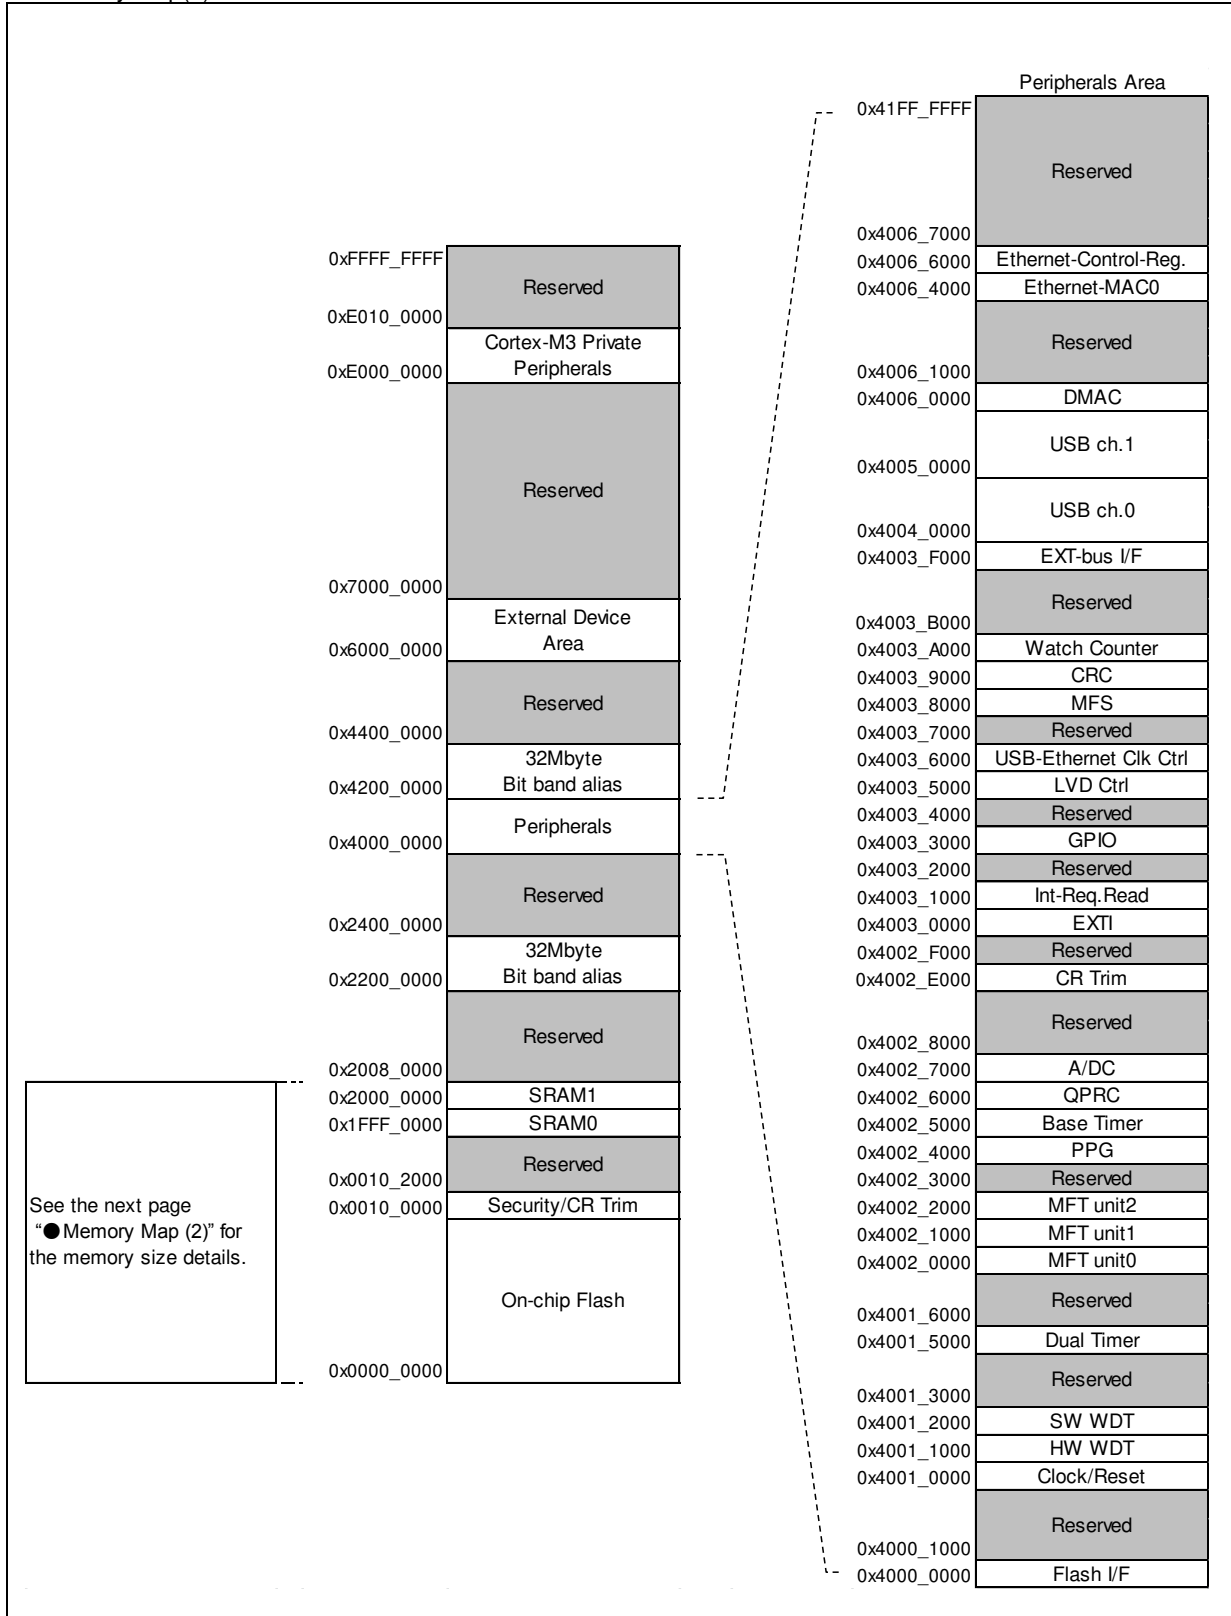 0xFFFF_FFFF
Reserved
0xE010_0000
Cortex-M3 Private
Peripherals
0xE000_0000
Reserved
0x7000_0000
External Device
Area
0x6000_0000
Reserved
0x4400_0000
32Mbyte
Bit band alias
0x4200_0000
Peripherals
0x4000_0000
Reserved
0x2400_0000
32Mbyte
Bit band alias
0x2200_0000
Reserved
0x2008_0000
0x2000_0000 SRAM1
0x1FFF_0000 SRAM0
Reserved
0x0010_2000
0x0010_0000 Security/CR Trim
On-chip Flash
0x0000_0000
See the next page
“●Memory Map (2)” for
the memory size details.
Peripherals Area
0x41FF_FFFF
Reserved
0x4006_7000
0x4006_6000 Ethernet-Control-Reg.
0x4006_4000 Ethernet-MAC0
Reserved
0x4006_1000
0x4006_0000 DMAC
USB ch.1
0x4005_0000
USB ch.0
0x4004_0000
0x4003_F000 EXT-bus I/F
Reserved
0x4003_B000
0x4003_A000 Watch Counter
0x4003_9000 CRC
0x4003_8000 MFS
0x4003_7000 Reserved
0x4003_6000 USB-Ethernet Clk Ctrl
0x4003_5000 LVD Ctrl
0x4003_4000 Reserved
0x4003_3000 GPIO
0x4003_2000 Reserved
0x4003_1000 Int-Req.Read
0x4003_0000 EXTI
0x4002_F000 Reserved
0x4002_E000 CR Trim
Reserved
0x4002_8000
0x4002_7000 A/DC
0x4002_6000 QPRC
0x4002_5000 Base Timer
0x4002_4000 PPG
0x4002_3000 Reserved
0x4002_2000 MFT unit2
0x4002_1000 MFT unit1
0x4002_0000 MFT unit0
Reserved
0x4001_6000
0x4001_5000 Dual Timer
Reserved
0x4001_3000
0x4001_2000 SW WDT
0x4001_1000 HW WDT
0x4001_0000 Clock/Reset
Reserved
0x4000_1000
0x4000_0000 Flash I/F